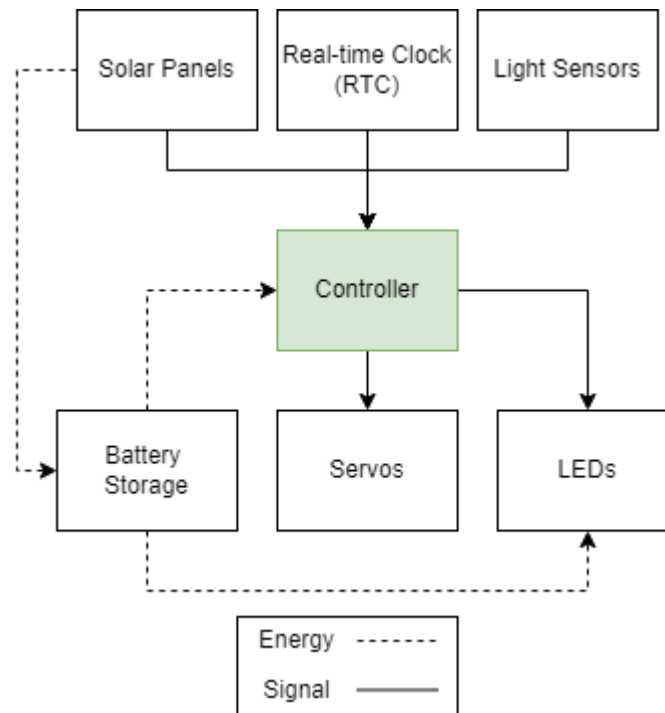 Solar Panels
Real-time Clock
(RTC)
Light Sensors
Controller
Battery
Storage
Servos
LEDs
Energy
Signal